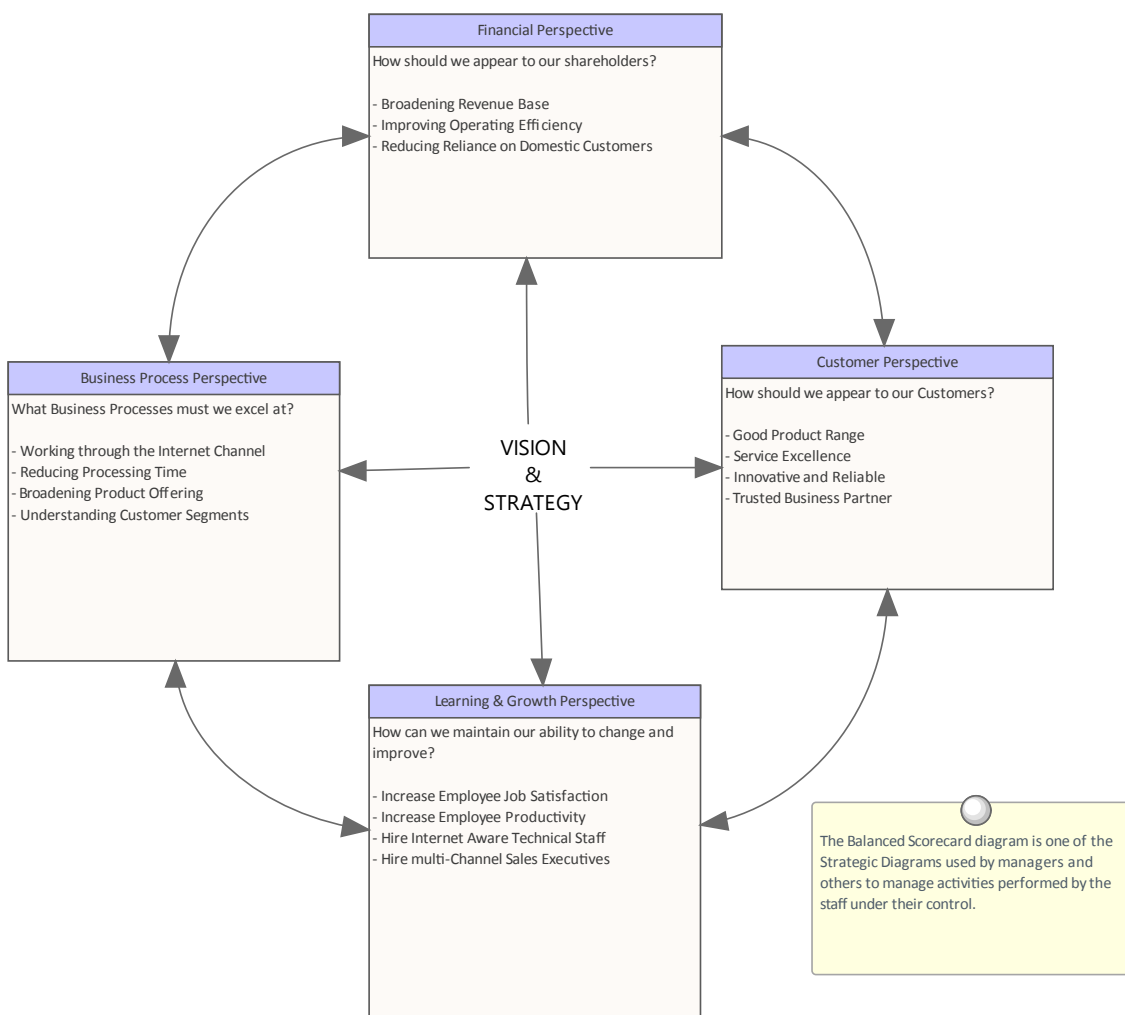 Financial Perspective
How should we appear to our shareholders?
- Broadening Revenue Base
- Improving Operating Efficiency
- Reducing Reliance on Domestic Customers
Business Process Perspective
What Business Processes must we excel at?
- Working through the Internet Channel
- Reducing Processing Time
- Broadening Product Offering
- Understanding Customer Segments
VISION
&
STRATEGY
Customer Perspective
How should we appear to our Customers?
- Good Product Range
- Service Excellence
- Innovative and Reliable
- Trusted Business Partner
Learning & Growth Perspective
How can we maintain our ability to change and
improve?
- Increase Employee Job Satisfaction
- Increase Employee Productivity
- Hire Internet Aware Technical Staff
- Hire multi-Channel Sales Executives
The Balanced Scorecard diagram is one of the
Strategic Diagrams used by managers and
others to manage activities performed by the
staff under their control.